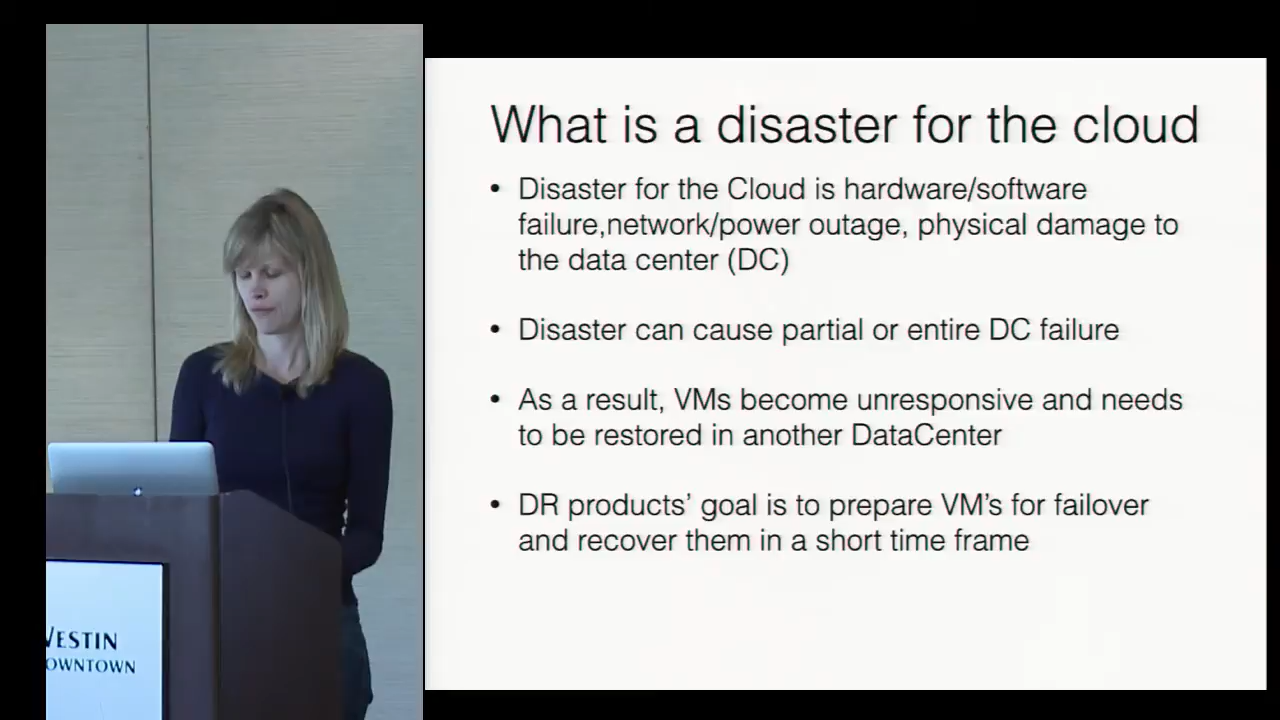 What is a disaster for the cloud
• Disaster for the Cloud is hardware/software
failure,network/power outage, physical damage to
the data center (DC)
• Disaster can cause partial or entire DC failure
• As a result, VMs become unresponsive and needs
to be restored in another DataCenter
• DR products’ goal is to prepare VM’s for failover
and recover them in a short time frame
VESTIN
OWNTOWN